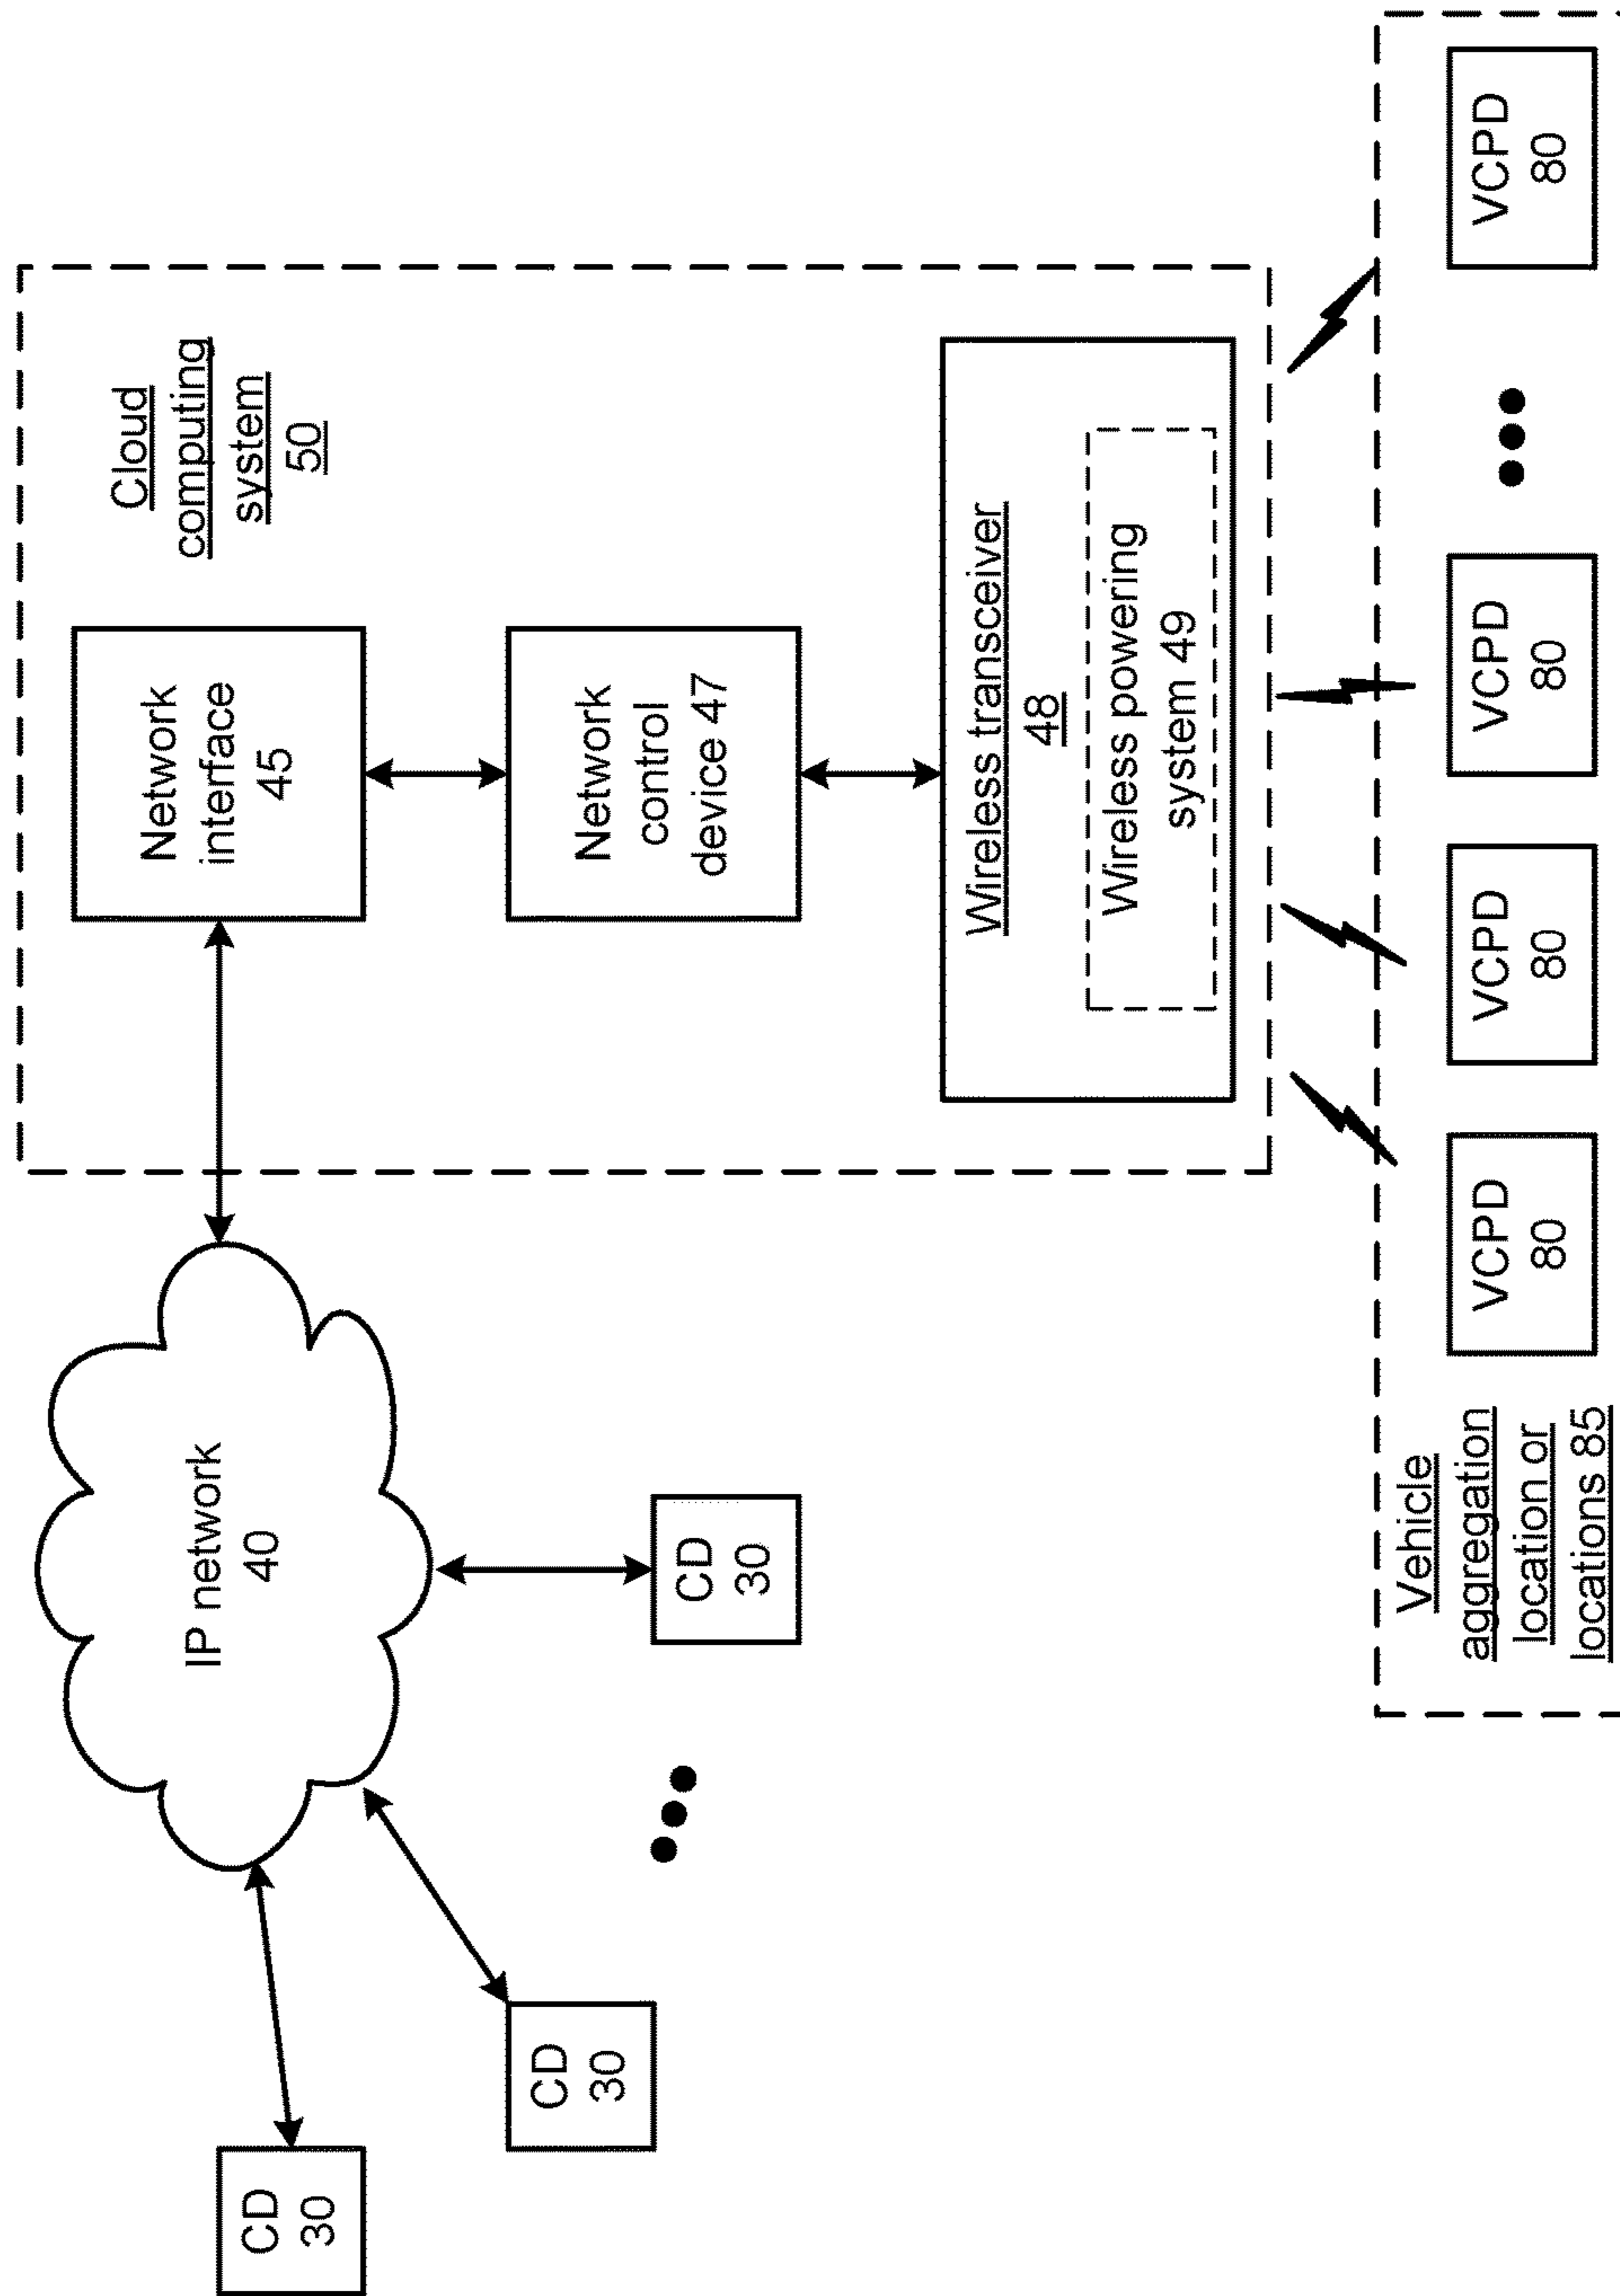 CD
30
CD
30
CD
30
IP network
40
Cloud
computing
system
50
Network
interface
45
Network
control
device 47
Wireless transceiver
48
Wireless powering
system 49
Vehicle
aggregation
location or
locations 85
VCPD
80
VCPD
80
VCPD
80
VCPD
80